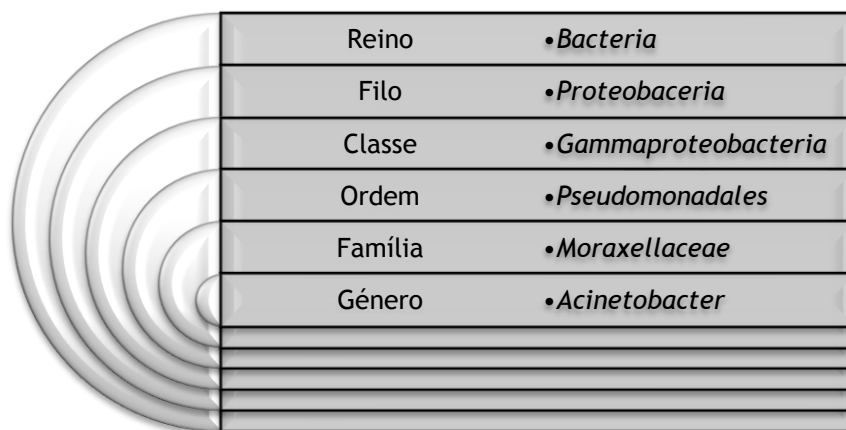 Reino •Bacteria
Filo •Proteobaceria
Classe •Gammaproteobacteria
Ordem •Pseudomonadales
Família •Moraxellaceae
Género •Acinetobacter